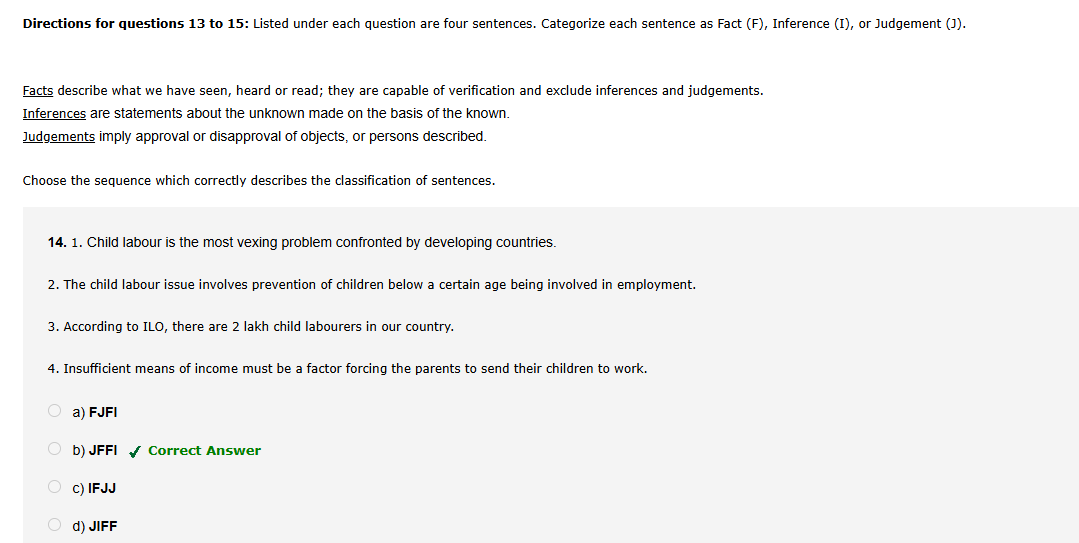 Directions for questions 13 to 15: Listed under each question are four sentences. Categorize each sentence as Fact (F), Inference (I), or Judgement (J).
Facts describe what we have seen, heard or read; they are capable of verification and exclude inferences and judgements.
Inferences are statements about the unknown made on the basis of the known.
Judgements imply approval or disapproval of objects, or persons described.
Choose the sequence which correctly describes the classification of sentences.
14. 1. Child labour is the most vexing problem confronted by developing countries.
2. The child labour issue involves prevention of children below a certain age being involved in employment.
3. According to ILO, there are 2 lakh child labourers in our country.
4. Insufficient means of income must be a factor forcing the parents to send their children to work.
a) FJFI
b) JFFI ✓ Correct Answer
c) IFJJ
d) JIFF